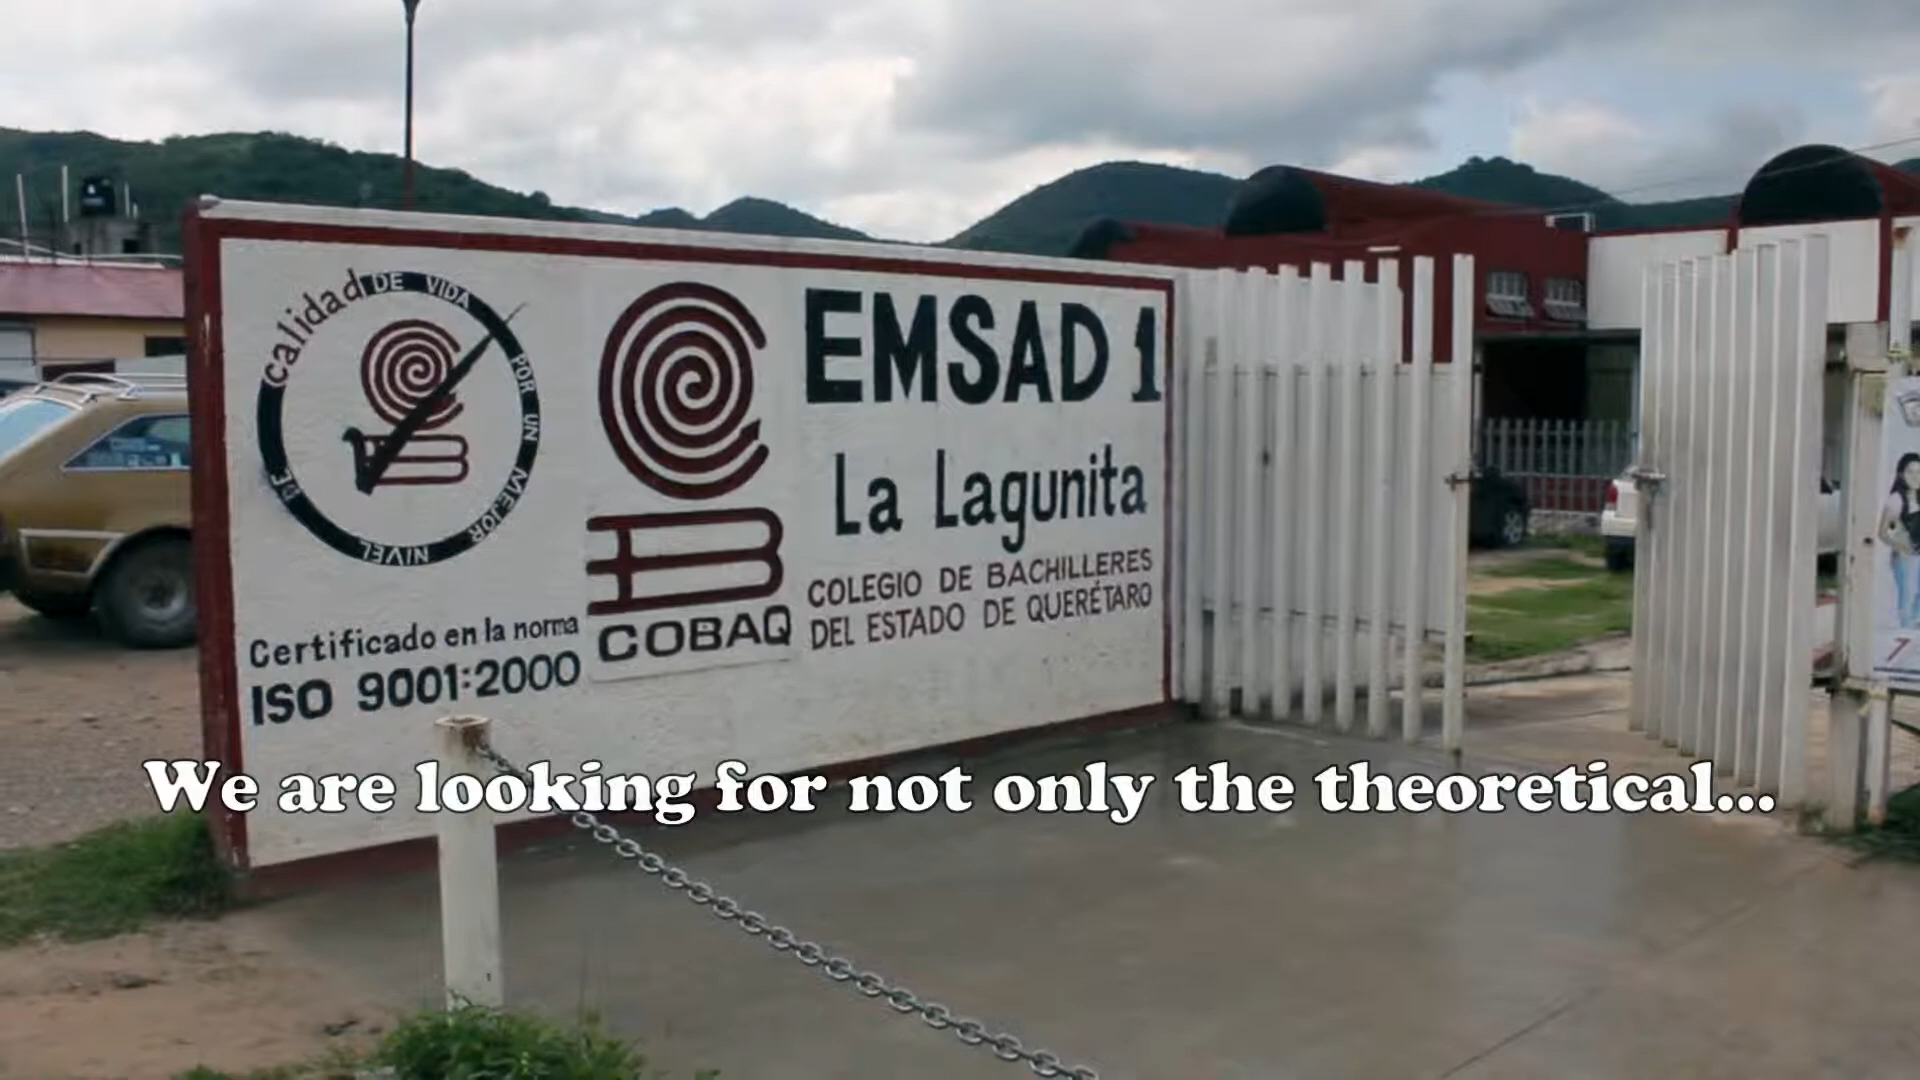 Calidad DE VIDA POR UN MEJOR NIVEL DE
Certificado en la norma
ISO 9001:2000
COBAQ
EMSAD 1
La Lagunita
COLEGIO DE BACHILLERES
DEL ESTADO DE QUERÉTARO
7
We are looking for not only the theoretical...